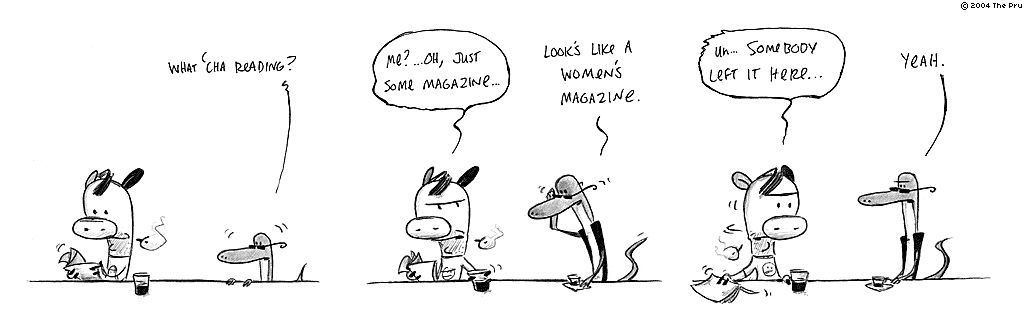 © 2004 The Pru
WHAT 'CHA READING?
Me?...OH, JUST
SOME MAGAZINE...
LOOK'S LIKE A
WOMEN'S
MAGAZINE.
UH... SOMEBODY
LEFT IT HERE...
YEAH.